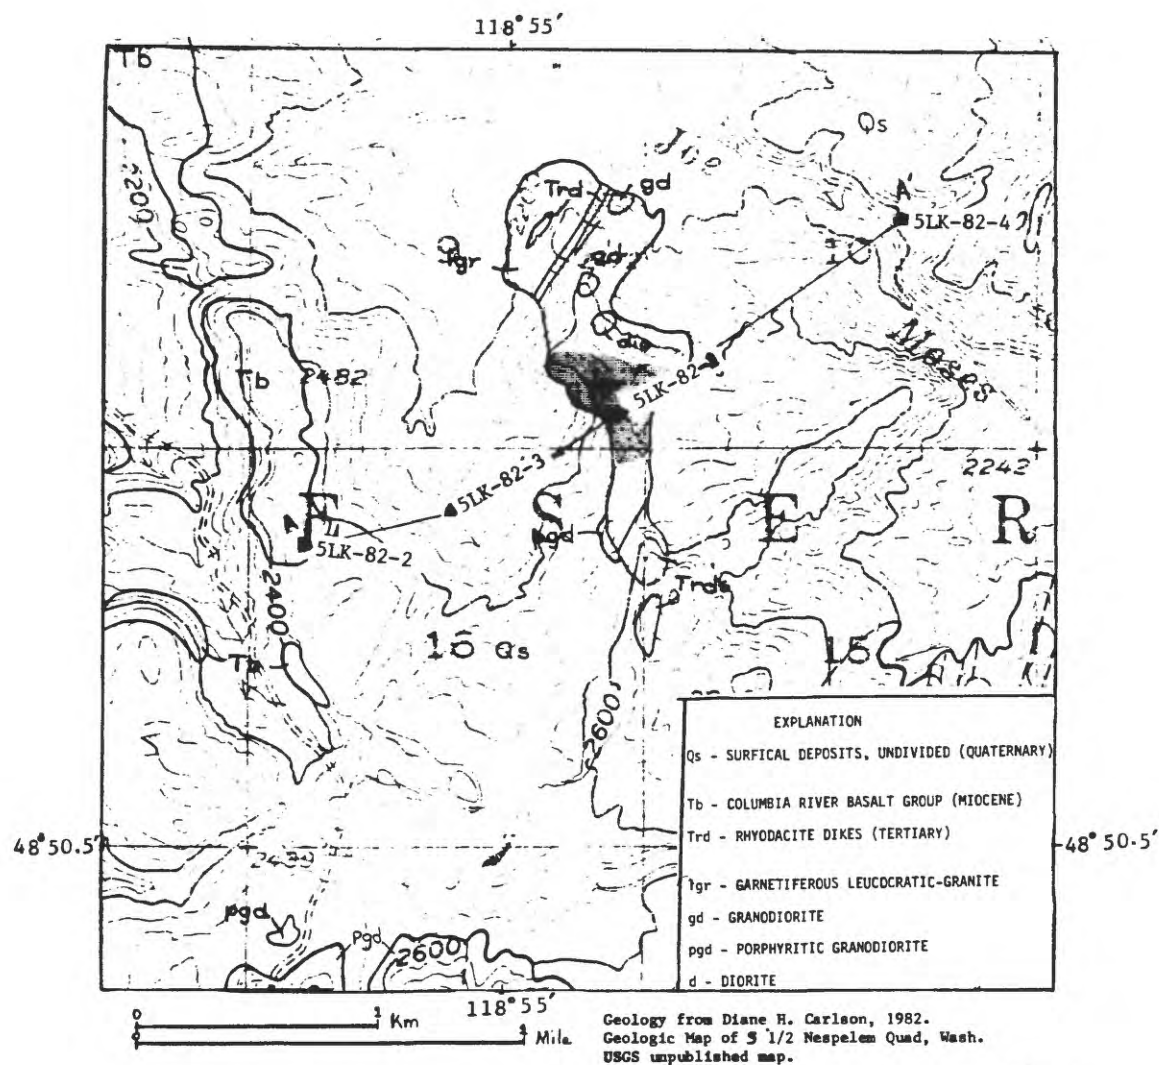 118° 55′
Tb
Qs
Joe
2200
Trd
gd
A′
5LK-82-4
gd
Moses
Tb
2482
5LK-82-
2242
5LK-82-3
F S E R
A
11
5LK-82-2
pgd
2400
Trd's
15 Qs
15
Tb
2600
EXPLANATION
Qs - SURFICAL DEPOSITS, UNDIVIDED (QUATERNARY)
Tb - COLUMBIA RIVER BASALT GROUP (MIOCENE)
Trd - RHYODACITE DIKES (TERTIARY)
48° 50.5′
48° 50.5′
lgr - GARNETIFEROUS LEUCOCRATIC-GRANITE
gd - GRANODIORITE
pgd
pgd
2600
pgd - PORPHYRITIC GRANODIORITE
d - DIORITE
118° 55′
0 1 Km
0 1 Mile
Geology from Diane H. Carlson, 1982.
Geologic Map of S 1/2 Nespelem Quad, Wash.
USGS unpublished map.